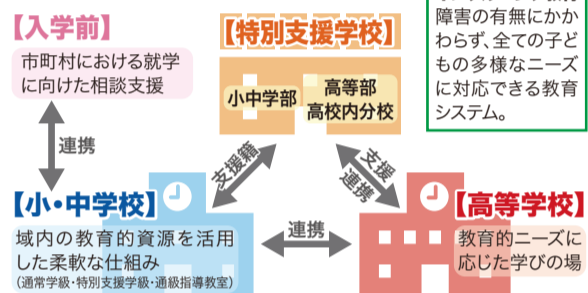 【入学前】
市町村における就学
に向けた相談支援
連携
【特別支援学校】
小中学部
高等部
高校内分校
障害の有無にかか
わらず、全ての子ど
もの多様なニーズ
に対応できる教育
システム。
支援籍
支援
連携
【小・中学校】
域内の教育的資源を活用
した柔軟な仕組み
（通常学級・特別支援学級・通級指導教室）
連携
【高等学校】
教育的ニーズに
応じた学びの場